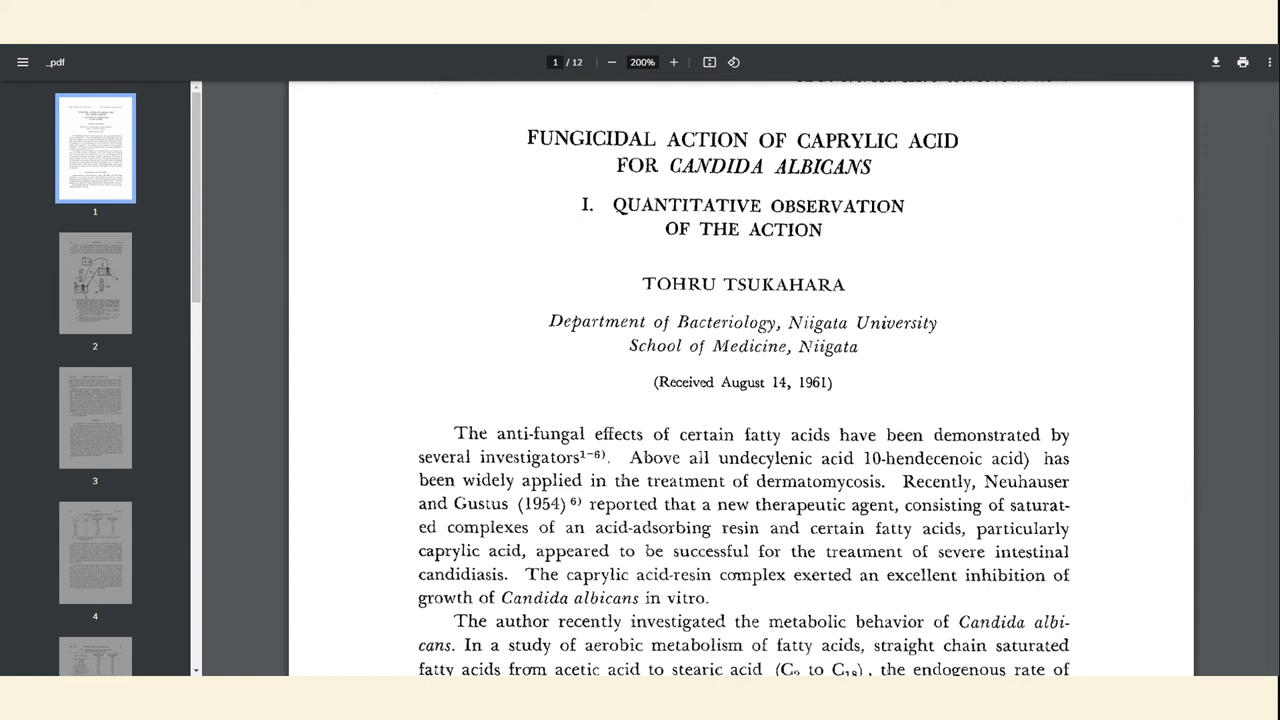 _pdf
1 / 12
200%
FUNGICIDAL ACTION OF CAPRYLIC ACID
FOR CANDIDA ALBICANS
I. QUANTITATIVE OBSERVATION
OF THE ACTION
TOHRU TSUKAHARA
Department of Bacteriology, Niigata University
School of Medicine, Niigata
(Received August 14, 1961)
The anti-fungal effects of certain fatty acids have been demonstrated by
several investigators1-6). Above all undecylenic acid 10-hendecenoic acid) has
been widely applied in the treatment of dermatomycosis. Recently, Neuhauser
and Gustus (1954)6) reported that a new therapeutic agent, consisting of saturat-
ed complexes of an acid-adsorbing resin and certain fatty acids, particularly
caprylic acid, appeared to be successful for the treatment of severe intestinal
candidiasis. The caprylic acid-resin complex exerted an excellent inhibition of
growth of Candida albicans in vitro.
The author recently investigated the metabolic behavior of Candida albi-
cans. In a study of aerobic metabolism of fatty acids, straight chain saturated
fatty acids from acetic acid to stearic acid (C2 to C18), the endogenous rate of
1
2
3
4